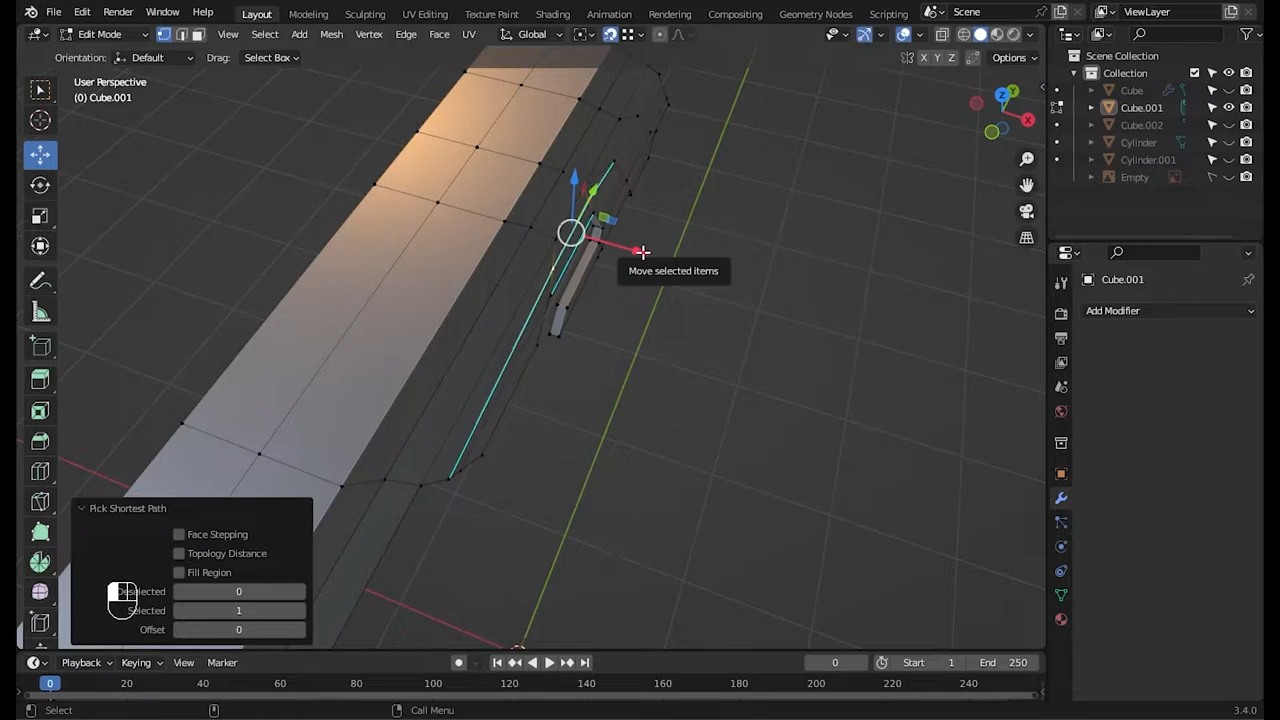 File Edit Render Window Help Layout Modeling Sculpting UV Editing Texture Paint Shading Animation Rendering Compositing Geometry Nodes Scripting Scene ViewLayer
Edit Mode View Select Add Mesh Vertex Edge Face UV Global
Orientation: Default Drag: Select Box X Y Z Options
User Perspective
(0) Cube.001
Z Y X
Scene Collection
Collection
Cube
Cube.001
Cube.002
Cylinder
Cylinder.001
Empty
Cube.001
Add Modifier
Move selected items
Pick Shortest Path
Face Stepping
Topology Distance
Fill Region
Deselected 0
Selected 1
Offset 0
Playback Keying View Marker 0 Start 1 End 250
0 20 40 60 80 100 120 140 160 180 200 220 240
Select Call Menu 3.4.0